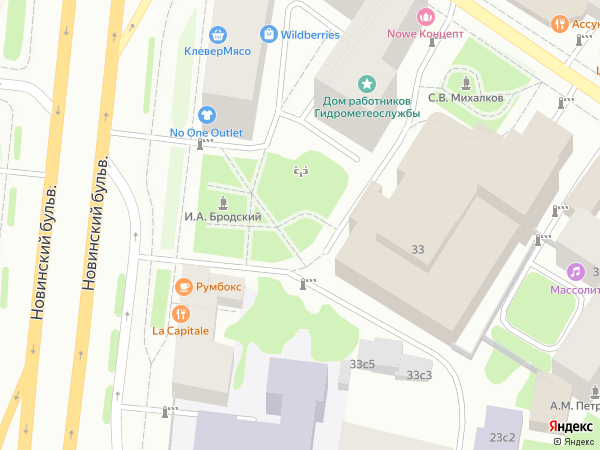 Nowe Концепт
Ассун
Wildberries
КлеверМясо
С.В. Михалков
Дом работников
Гидрометеослужбы
No One Outlet
И.А. Бродский
Новинский бульв.
Новинский бульв.
33
Массолит
Румбокс
La Capitale
33с5
33с3
А.М. Петр
23с2
Яндекс
© Яндекс